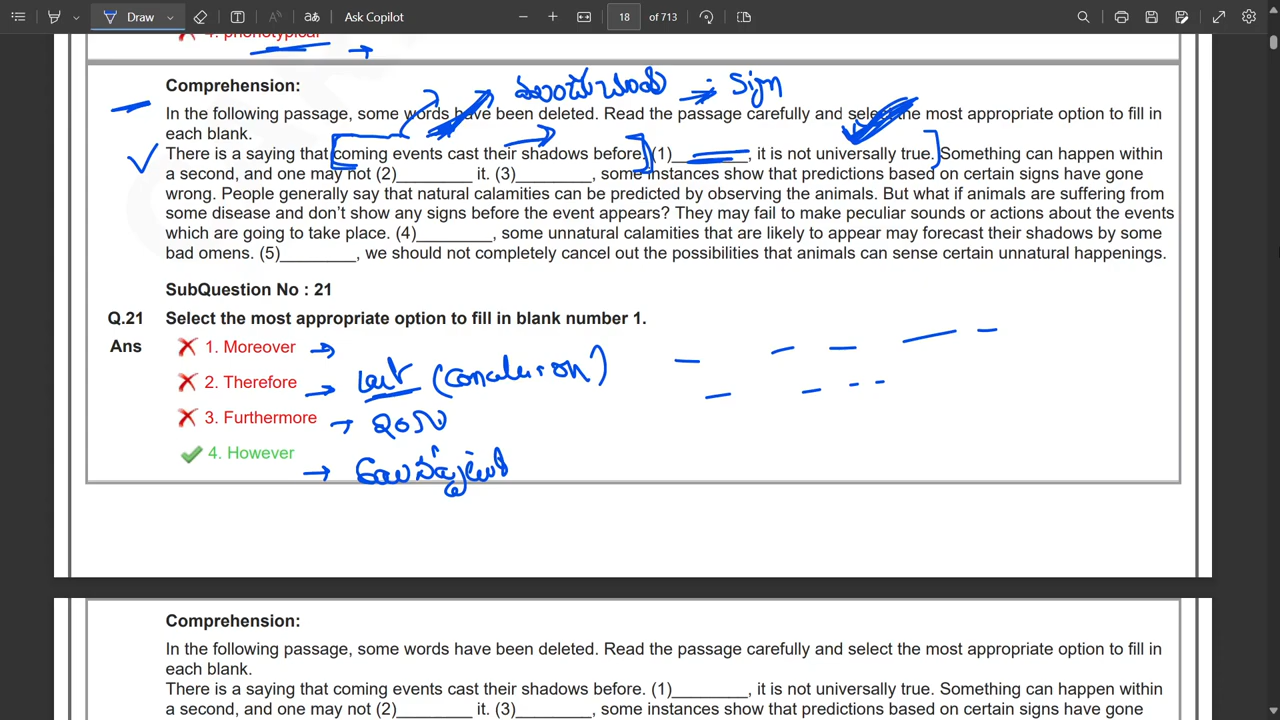 Draw
Ask Copilot
18 of 713
4. phonotypical
Comprehension:
Sign
In the following passage, some words have been deleted. Read the passage carefully and select the most appropriate option to fill in
each blank.
There is a saying that coming events cast their shadows before. (1)________, it is not universally true. Something can happen within
a second, and one may not (2)________ it. (3)________, some instances show that predictions based on certain signs have gone
wrong. People generally say that natural calamities can be predicted by observing the animals. But what if animals are suffering from
some disease and don’t show any signs before the event appears? They may fail to make peculiar sounds or actions about the events
which are going to take place. (4)________, some unnatural calamities that are likely to appear may forecast their shadows by some
bad omens. (5)________, we should not completely cancel out the possibilities that animals can sense certain unnatural happenings.
SubQuestion No : 21
Q.21 Select the most appropriate option to fill in blank number 1.
Ans 1. Moreover
2. Therefore last (conclusion)
3. Furthermore
4. However
Comprehension:
In the following passage, some words have been deleted. Read the passage carefully and select the most appropriate option to fill in
each blank.
There is a saying that coming events cast their shadows before. (1)________, it is not universally true. Something can happen within
a second, and one may not (2)________ it. (3)________, some instances show that predictions based on certain signs have gone